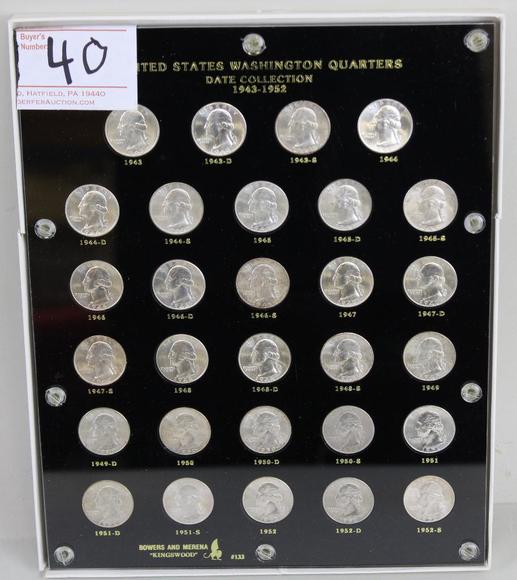 Buyer's
Number:
40
, HATFIELD, PA 19440
DERFERAUCTION.COM
UNITED STATES WASHINGTON QUARTERS
DATE COLLECTION
1943-1952
1943 1943-D 1943-S 1944
1944-D 1944-S 1945 1945-D 1945-S
1946 1946-D 1946-S 1947 1947-D
1947-S 1948 1948-D 1948-S 1949
1949-D 1950 1950-D 1950-S 1951
1951-D 1951-S 1952 1952-D 1952-S
BOWERS AND MERENA
"KINGSWOOD" #133